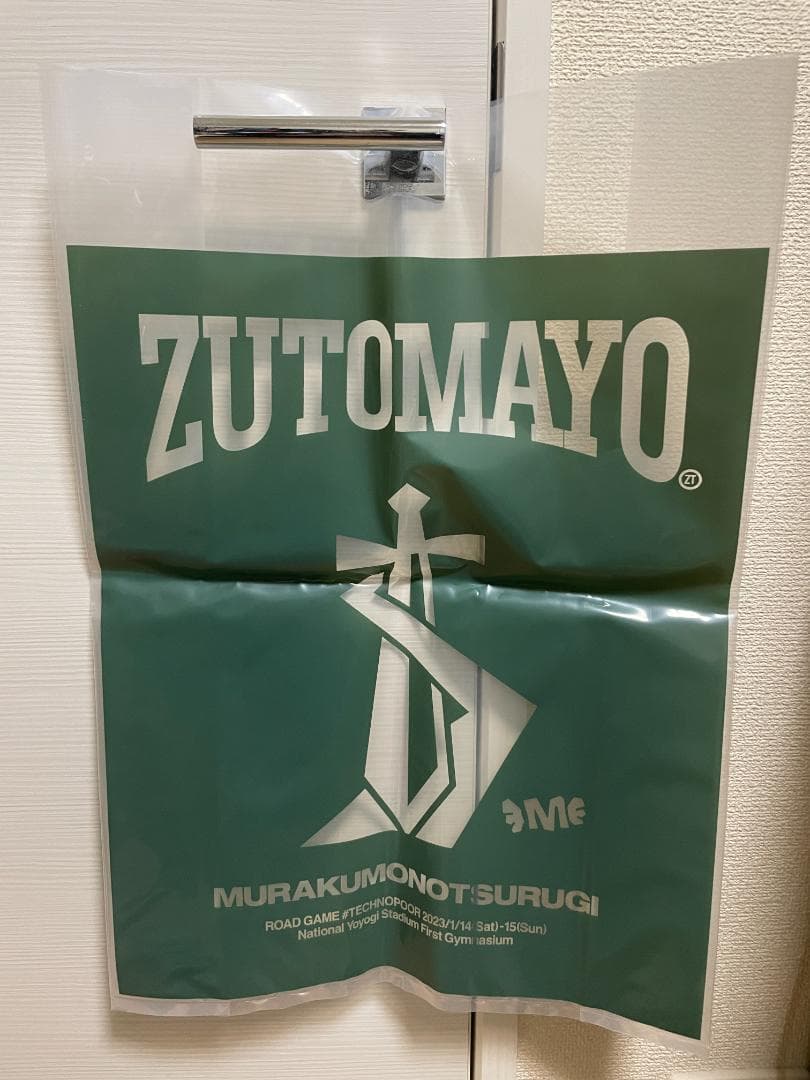 ZUTOMAYO
ZT
MURAKUMONOTSURUGI
ROAD GAME #TECHNOPOOR 2023/1/14(Sat)-15(Sun)
National Yoyogi Stadium First Gymnasium